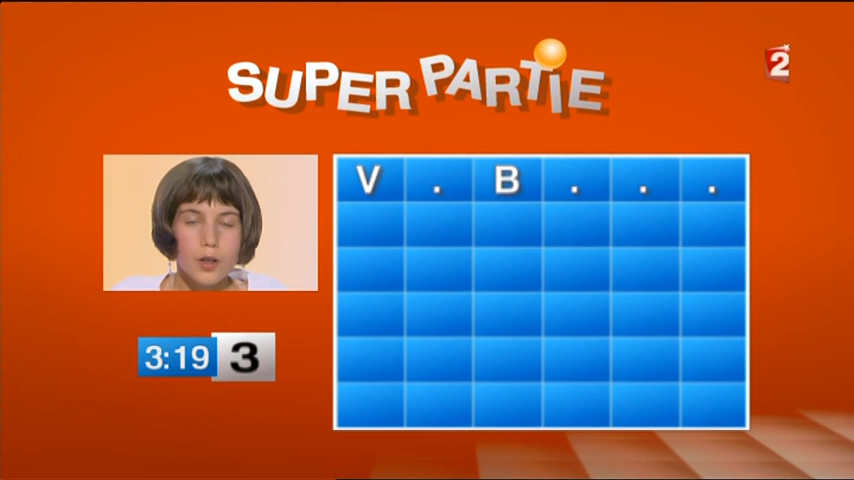 SUPER PARTIE
2
V . B . . .
3:19 3